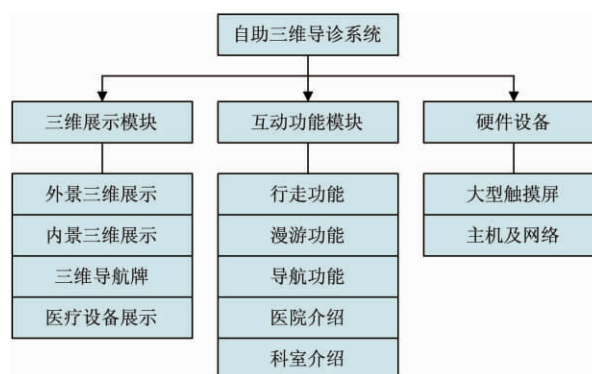 自助三维导诊系统
三维展示模块
互动功能模块
硬件设备
外景三维展示
内景三维展示
三维导航牌
医疗设备展示
行走功能
漫游功能
导航功能
医院介绍
科室介绍
大型触摸屏
主机及网络